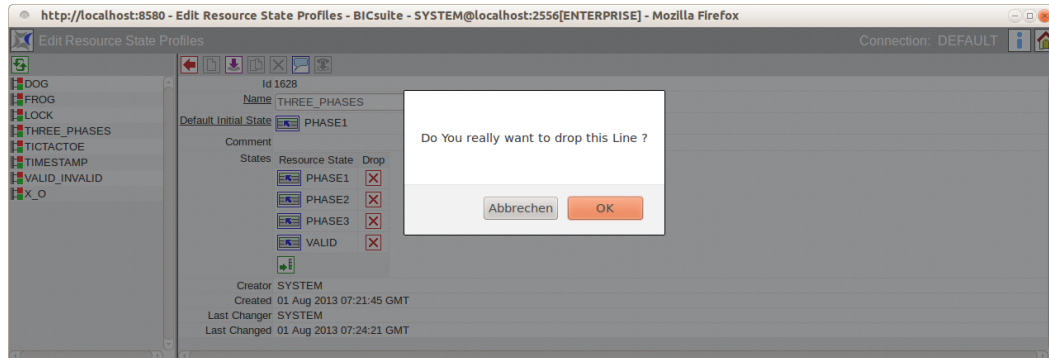 http://localhost:8580 - Edit Resource State Profiles - BICsuite - SYSTEM@localhost:2556[ENTERPRISE] - Mozilla Firefox
Edit Resource State Profiles
Connection: DEFAULT
DOG
FROG
LOCK
THREE_PHASES
TICTACTOE
TIMESTAMP
VALID_INVALID
X_O
Id 1628
Name THREE_PHASES
Default Initial State PHASE1
Comment
States Resource State Drop
PHASE1
PHASE2
PHASE3
VALID
Creator SYSTEM
Created 01 Aug 2013 07:21:45 GMT
Last Changer SYSTEM
Last Changed 01 Aug 2013 07:24:21 GMT
Do You really want to drop this Line ?
Abbrechen OK